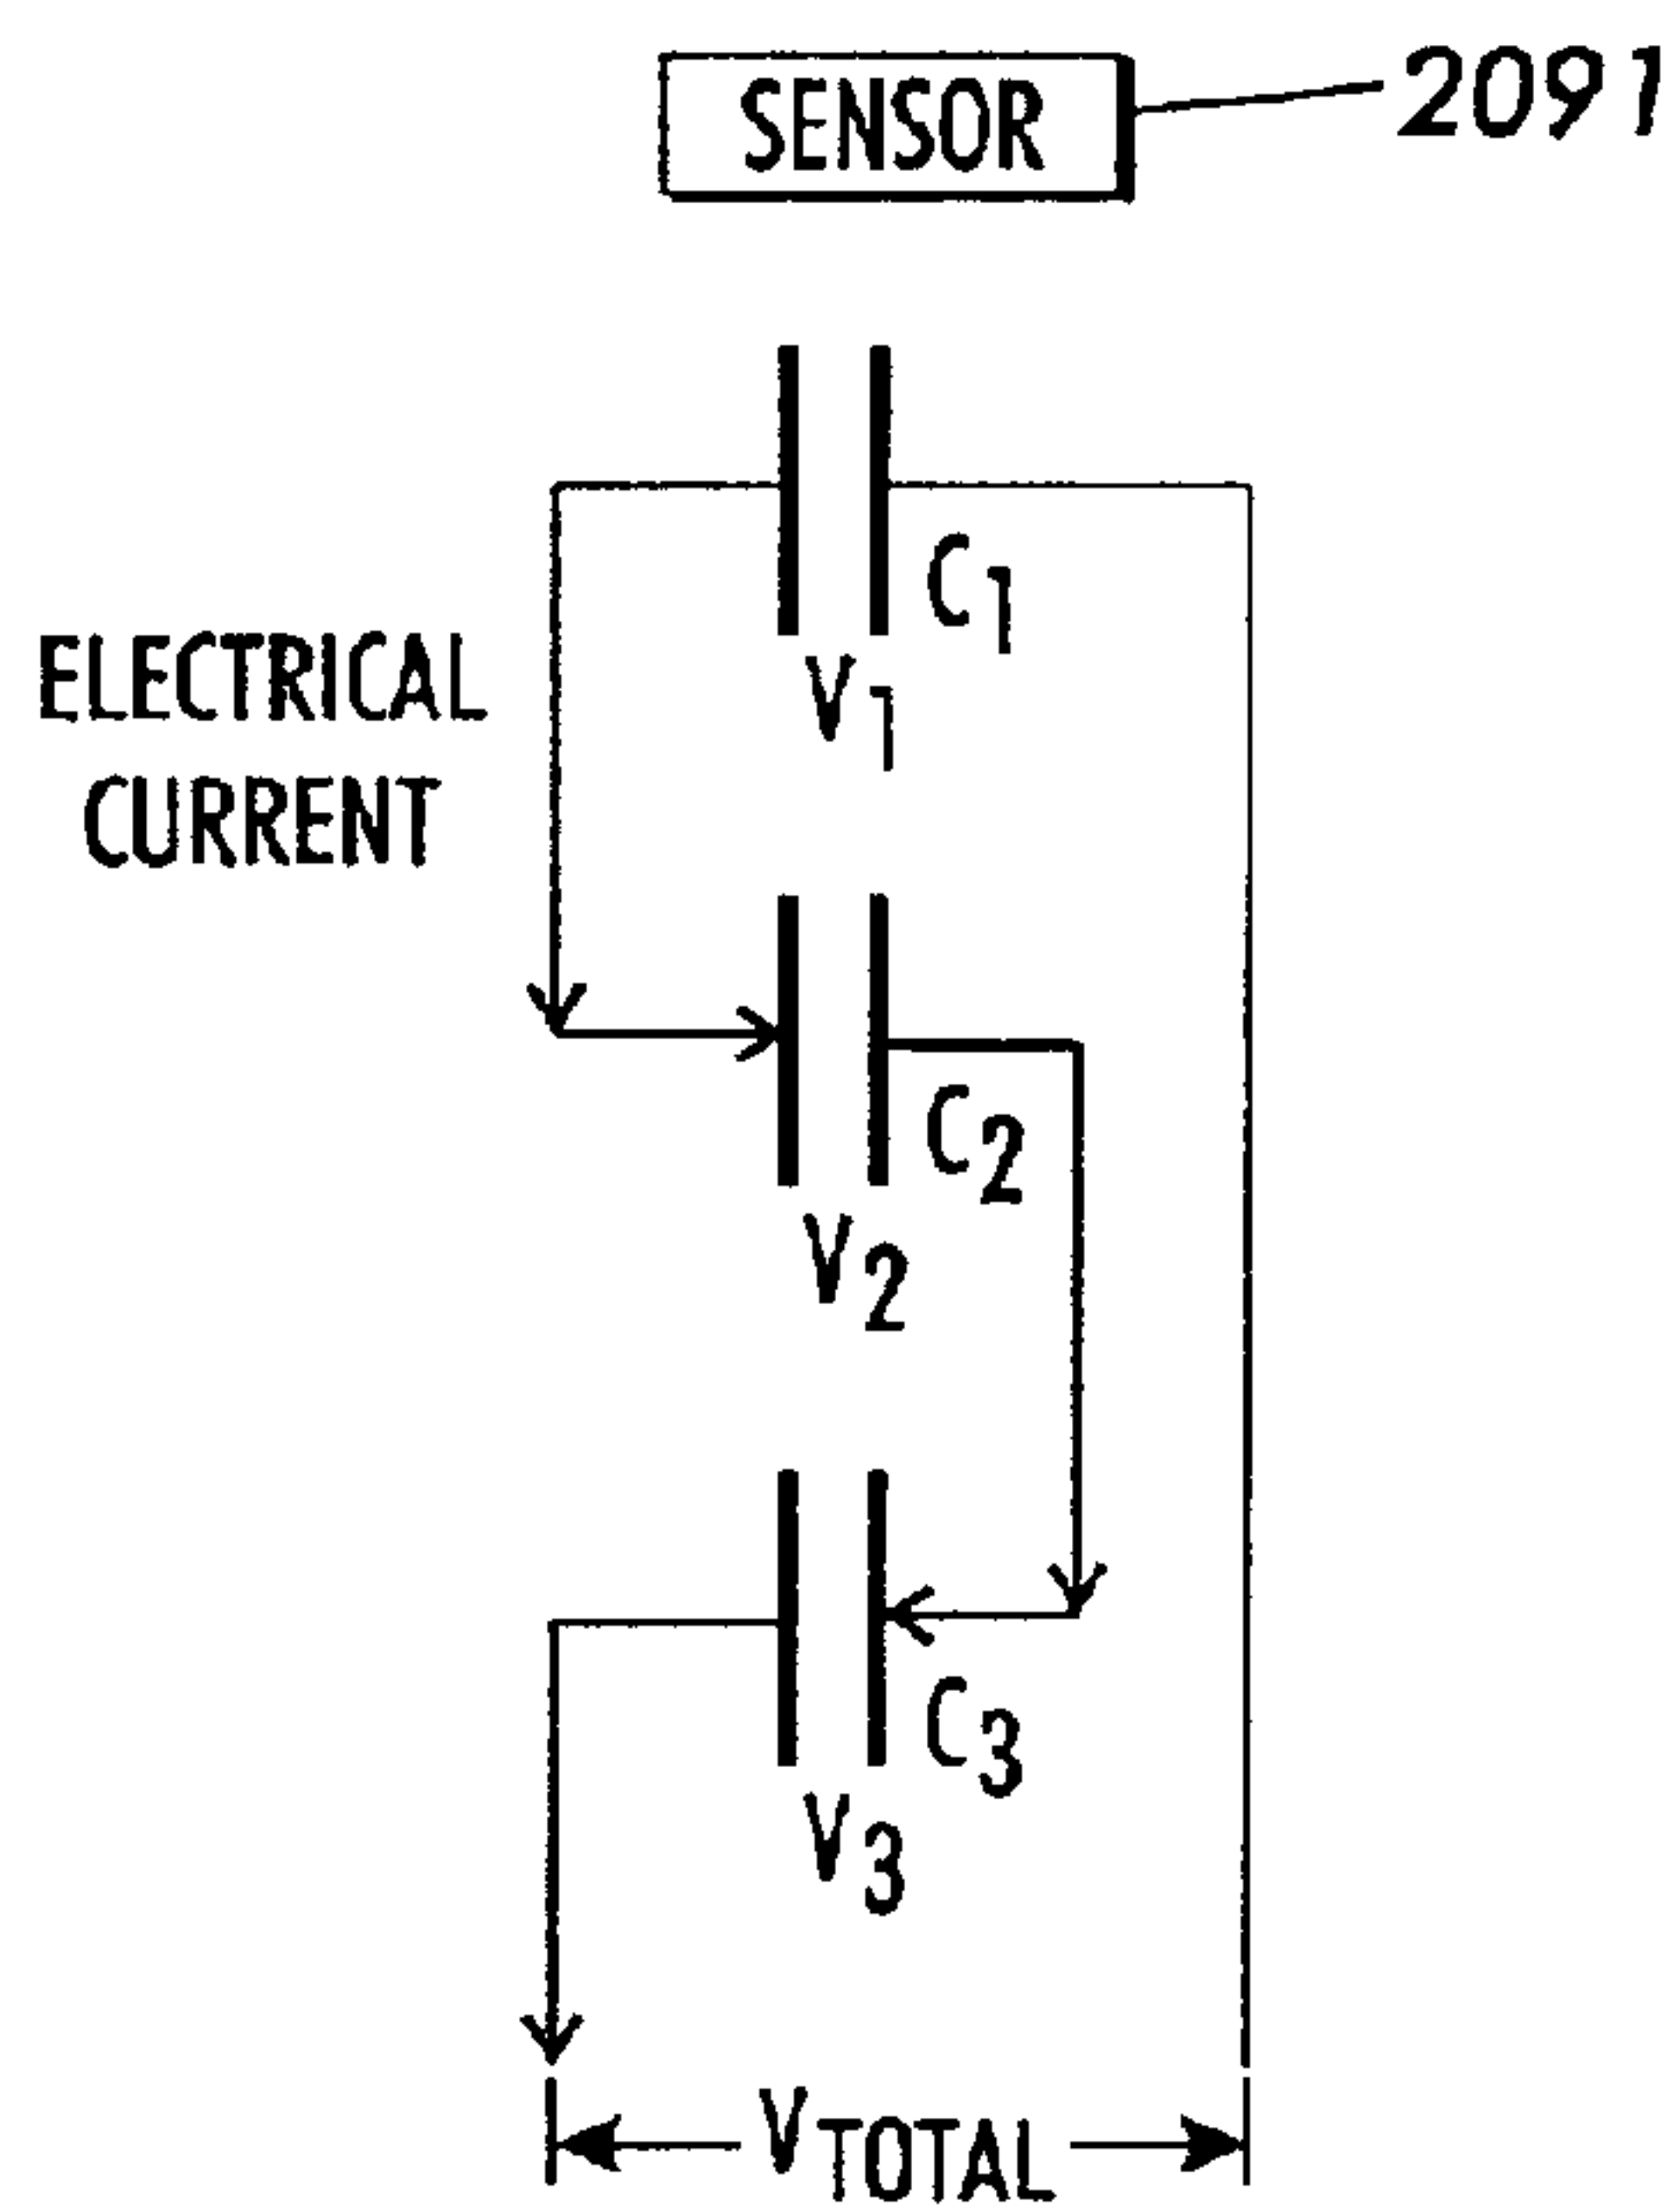 SENSOR 2091
C1
V1
ELECTRICAL
CURRENT
C2
V2
C3
V3
VTOTAL